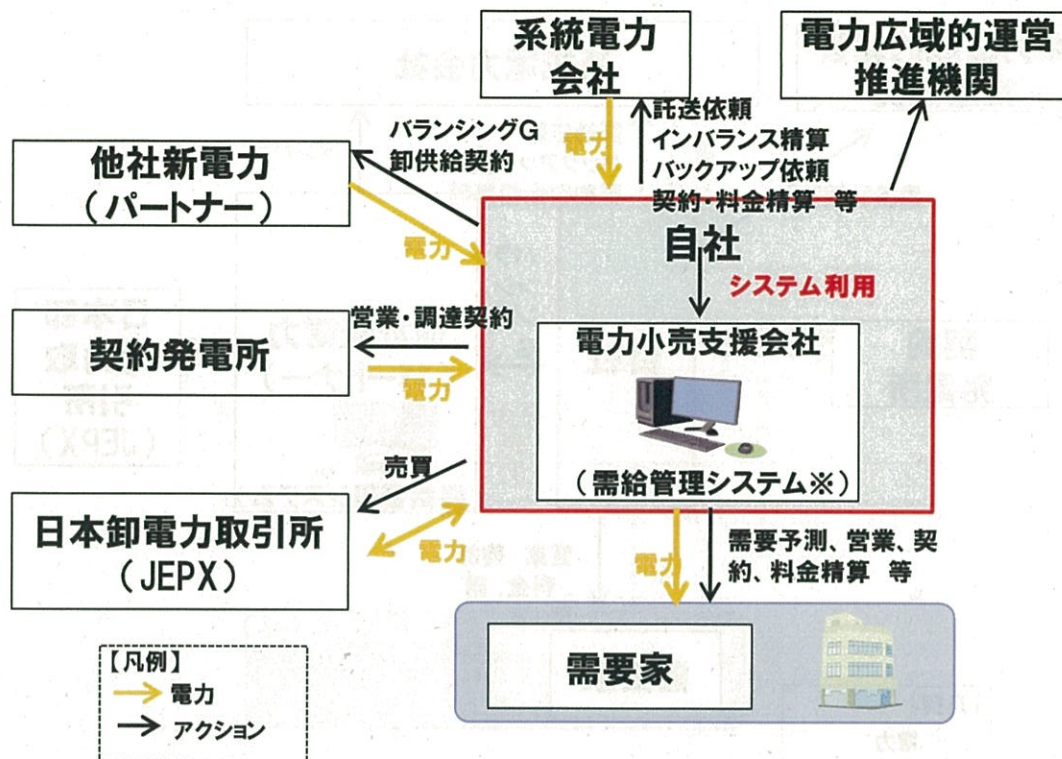 系統電力
会社
電力広域的運営
推進機関
託送依頼
インバランス精算
バックアップ依頼
契約・料金精算 等
電力
バランシングG
卸供給契約
他社新電力
(パートナー)
電力
自社
システム利用
営業・調達契約
契約発電所
電力
電力小売支援会社
(需給管理システム※)
売買
日本卸電力取引所
(JEPX)
電力
電力
需要予測、営業、契
約、料金精算 等
需要家
【凡例】
電力
アクション